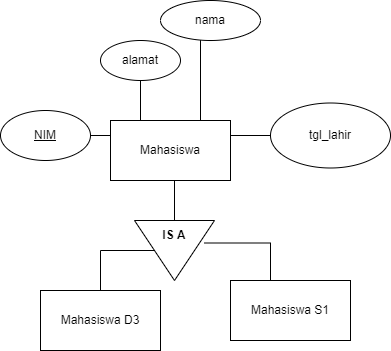 nama
alamat
NIM
Mahasiswa
tgl_lahir
IS A
Mahasiswa D3
Mahasiswa S1